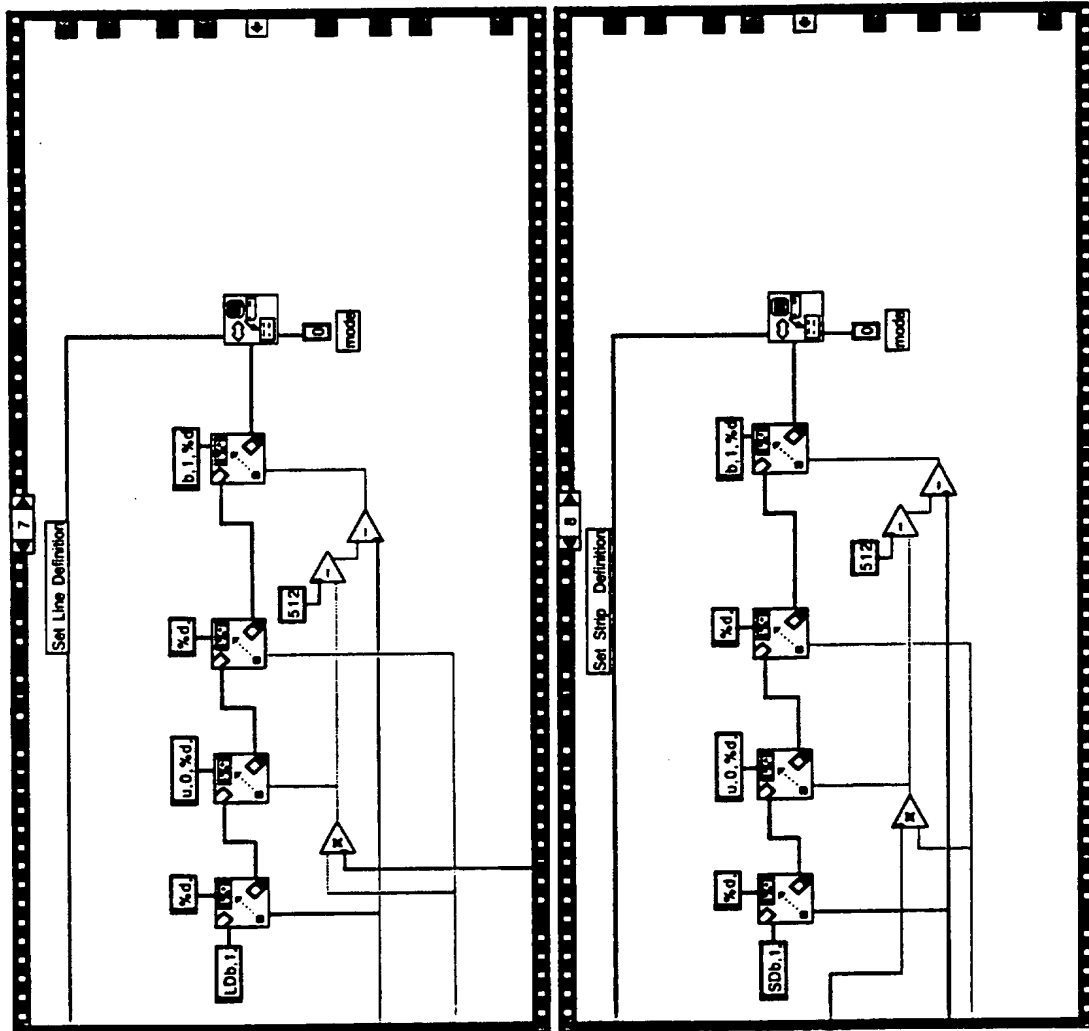 7
Set Line Definition
LDb,1,
%d,
u,0,%d,
%d,
b,1,%d
512
0
mode
8
Set Strip Definition
SDb,1,
%d,
u,0,%d,
%d,
b,1,%d
512
0
mode